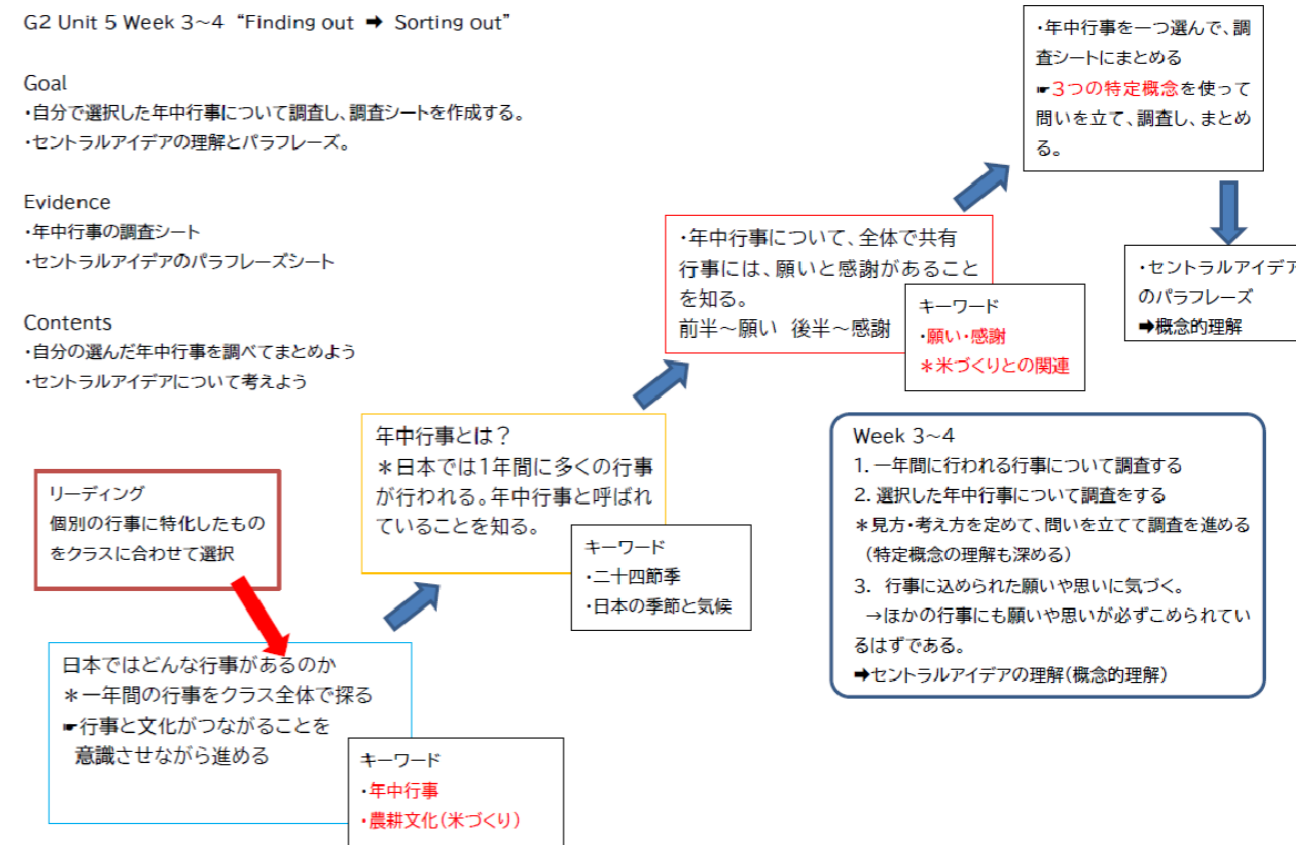 G2 Unit 5 Week 3～4 “Finding out ➡ Sorting out”
Goal
・自分で選択した年中行事について調査し、調査シートを作成する。
・セントラルアイデアの理解とパラフレーズ。
Evidence
・年中行事の調査シート
・セントラルアイデアのパラフレーズシート
Contents
・自分の選んだ年中行事を調べてまとめよう
・セントラルアイデアについて考えよう
リーディング
個別の行事に特化したもの
をクラスに合わせて選択
日本ではどんな行事があるのか
＊一年間の行事をクラス全体で探る
☛行事と文化がつながることを
意識させながら進める
キーワード
・年中行事
・農耕文化（米づくり）
年中行事とは？
＊日本では1年間に多くの行事
が行われる。年中行事と呼ばれ
ていることを知る。
キーワード
・二十四節季
・日本の季節と気候
・年中行事について、全体で共有
行事には、願いと感謝があること
を知る。
前半～願い 後半～感謝
キーワード
・願い・感謝
＊米づくりとの関連
・年中行事を一つ選んで、調
査シートにまとめる
☛3つの特定概念を使って
問いを立て、調査し、まとめ
る。
・セントラルアイデア
のパラフレーズ
➡概念的理解
Week 3～4
1. 一年間に行われる行事について調査する
2. 選択した年中行事について調査をする
＊見方・考え方を定めて、問いを立てて調査を進める
（特定概念の理解も深める）
3. 行事に込められた願いや思いに気づく。
→ほかの行事にも願いや思いが必ずこめられてい
るはずである。
➡セントラルアイデアの理解（概念的理解）